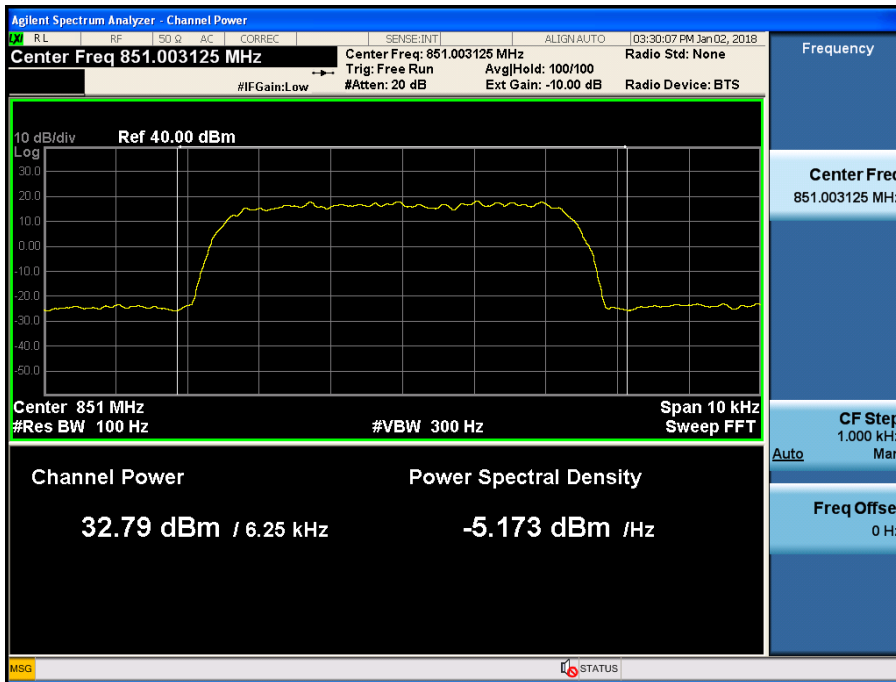 Agilent Spectrum Analyzer - Channel Power
LXI RL RF 50 Ω AC CORREC SENSE:INT ALIGN AUTO 03:30:07 PM Jan 02, 2018
Center Freq 851.003125 MHz
Center Freq: 851.003125 MHz Radio Std: None
Trig: Free Run Avg|Hold: 100/100
#IFGain:Low #Atten: 20 dB Ext Gain: -10.00 dB Radio Device: BTS
10 dB/div Ref 40.00 dBm
Log
30.0
20.0
10.0
0.00
-10.0
-20.0
-30.0
-40.0
-50.0
Center 851 MHz Span 10 kHz
#Res BW 100 Hz #VBW 300 Hz Sweep FFT
Channel Power Power Spectral Density
32.79 dBm / 6.25 kHz -5.173 dBm /Hz
Frequency
Center Freq
851.003125 MHz
CF Step
1.000 kHz
Auto Man
Freq Offse
0 Hz
MSG STATUS